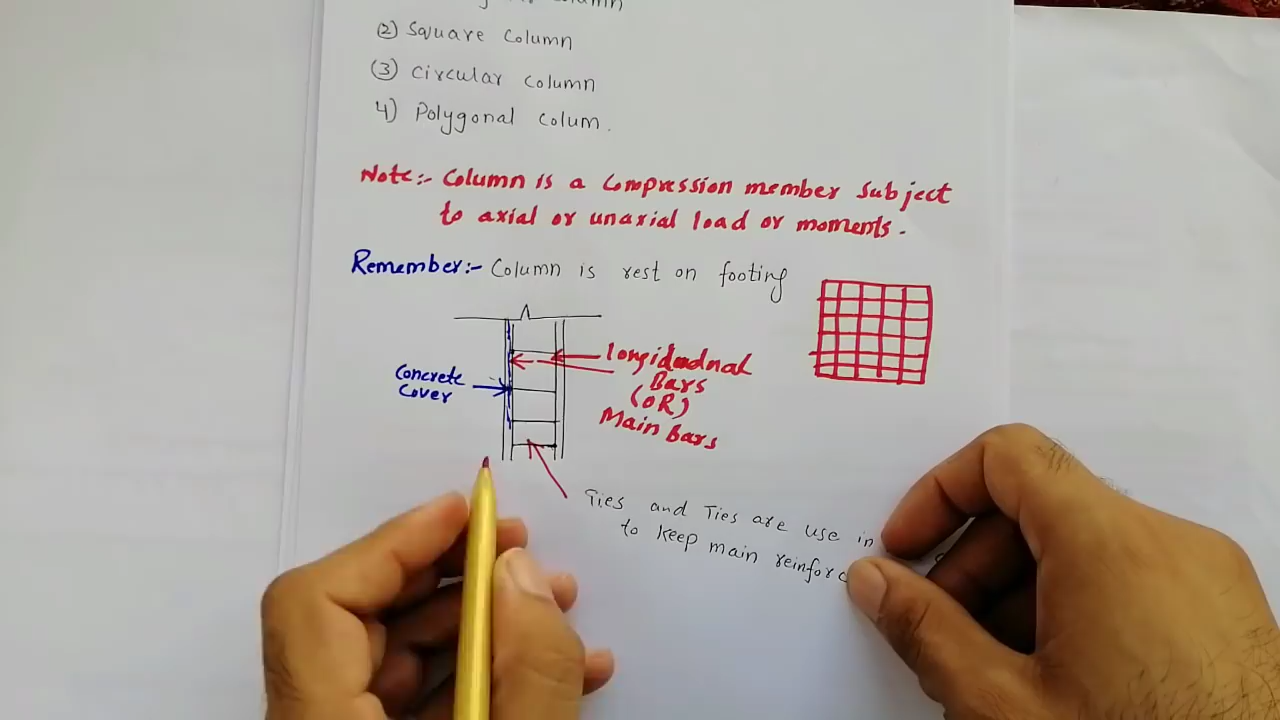 Column
② Square Column
③ Circular Column
4) Polygonal Colum.
Note:- Column is a Compression member Subject
to axial or unaxial load or moments.
Remember:- Column is rest on footing
Concrete
Cover
Longidudnal
Bars
(OR)
Main Bars
Ties and Ties are use in
to keep main reinforc